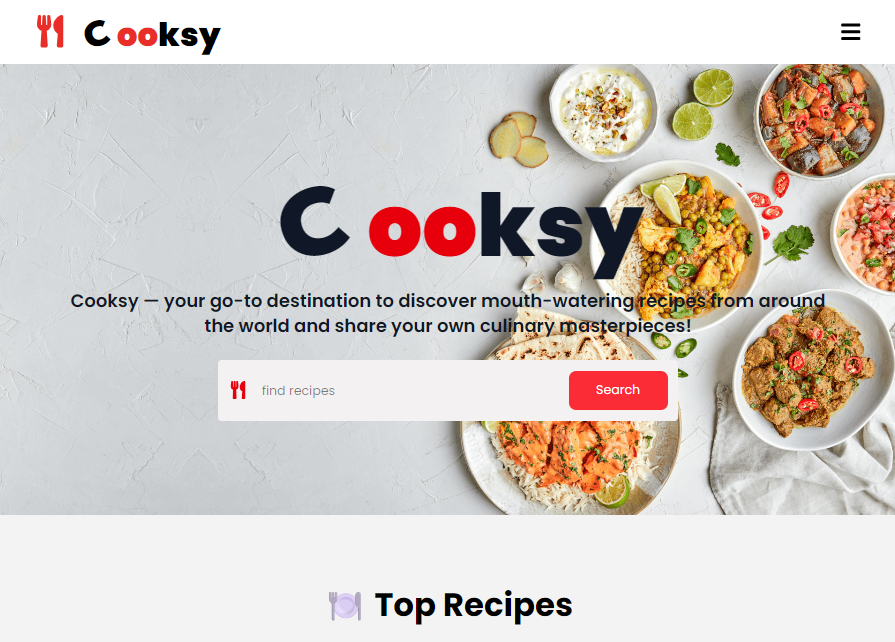 Cooksy
Cooksy
Cooksy — your go-to destination to discover mouth-watering recipes from around
the world and share your own culinary masterpieces!
find recipes
Search
Top Recipes